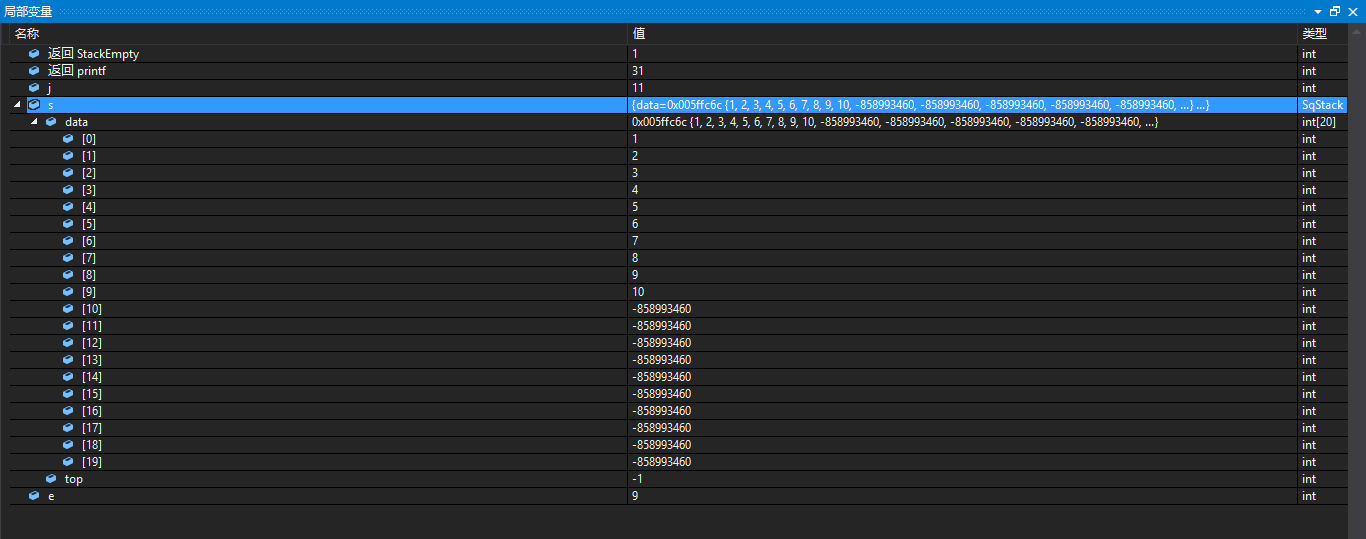 局部变量
名称 值 类型
返回 StackEmpty 1 int
返回 printf 31 int
j 11 int
s {data=0x005ffc6c {1, 2, 3, 4, 5, 6, 7, 8, 9, 10, -858993460, -858993460, -858993460, -858993460, -858993460, ...} ...} SqStack
data 0x005ffc6c {1, 2, 3, 4, 5, 6, 7, 8, 9, 10, -858993460, -858993460, -858993460, -858993460, -858993460, ...} int[20]
[0] 1 int
[1] 2 int
[2] 3 int
[3] 4 int
[4] 5 int
[5] 6 int
[6] 7 int
[7] 8 int
[8] 9 int
[9] 10 int
[10] -858993460 int
[11] -858993460 int
[12] -858993460 int
[13] -858993460 int
[14] -858993460 int
[15] -858993460 int
[16] -858993460 int
[17] -858993460 int
[18] -858993460 int
[19] -858993460 int
top -1 int
e 9 int